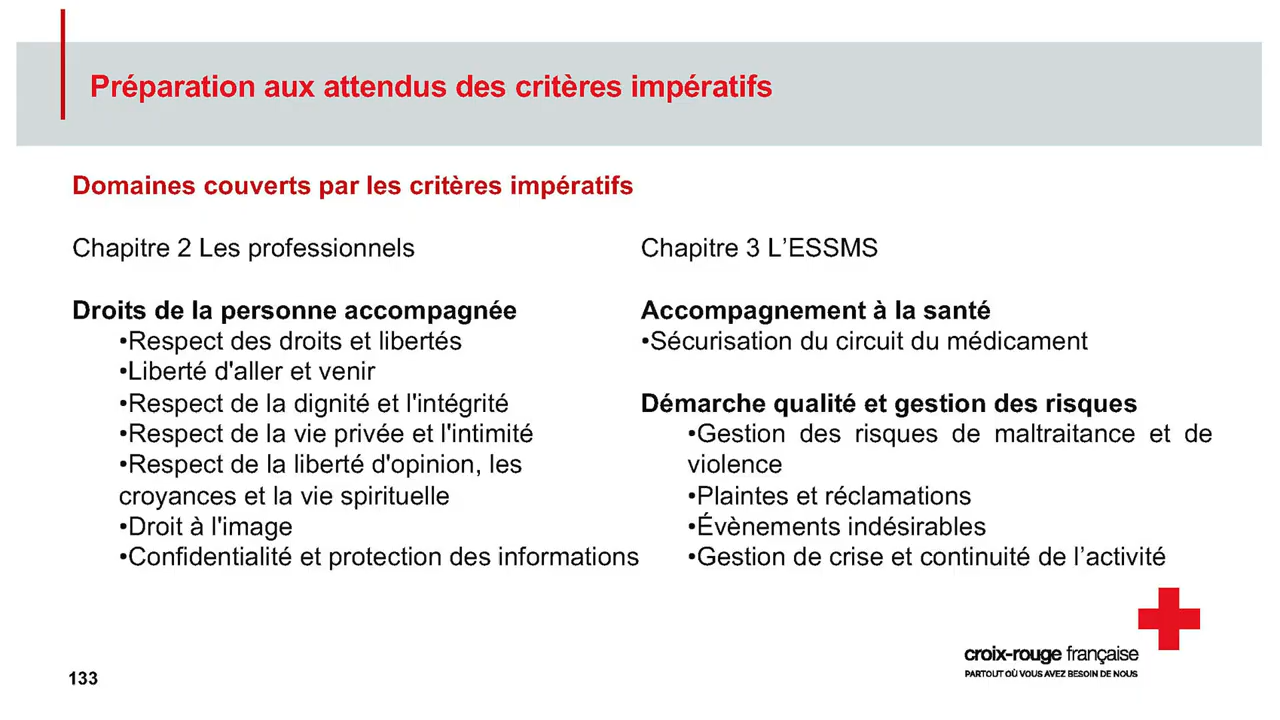 Préparation aux attendus des critères impératifs
Domaines couverts par les critères impératifs
Chapitre 2 Les professionnels
Droits de la personne accompagnée
•Respect des droits et libertés
•Liberté d'aller et venir
•Respect de la dignité et l'intégrité
•Respect de la vie privée et l'intimité
•Respect de la liberté d'opinion, les
croyances et la vie spirituelle
•Droit à l'image
•Confidentialité et protection des informations
Chapitre 3 L’ESSMS
Accompagnement à la santé
•Sécurisation du circuit du médicament
Démarche qualité et gestion des risques
•Gestion des risques de maltraitance et de
violence
•Plaintes et réclamations
•Évènements indésirables
•Gestion de crise et continuité de l’activité
croix-rouge française
PARTOUT OÙ VOUS AVEZ BESOIN DE NOUS
133